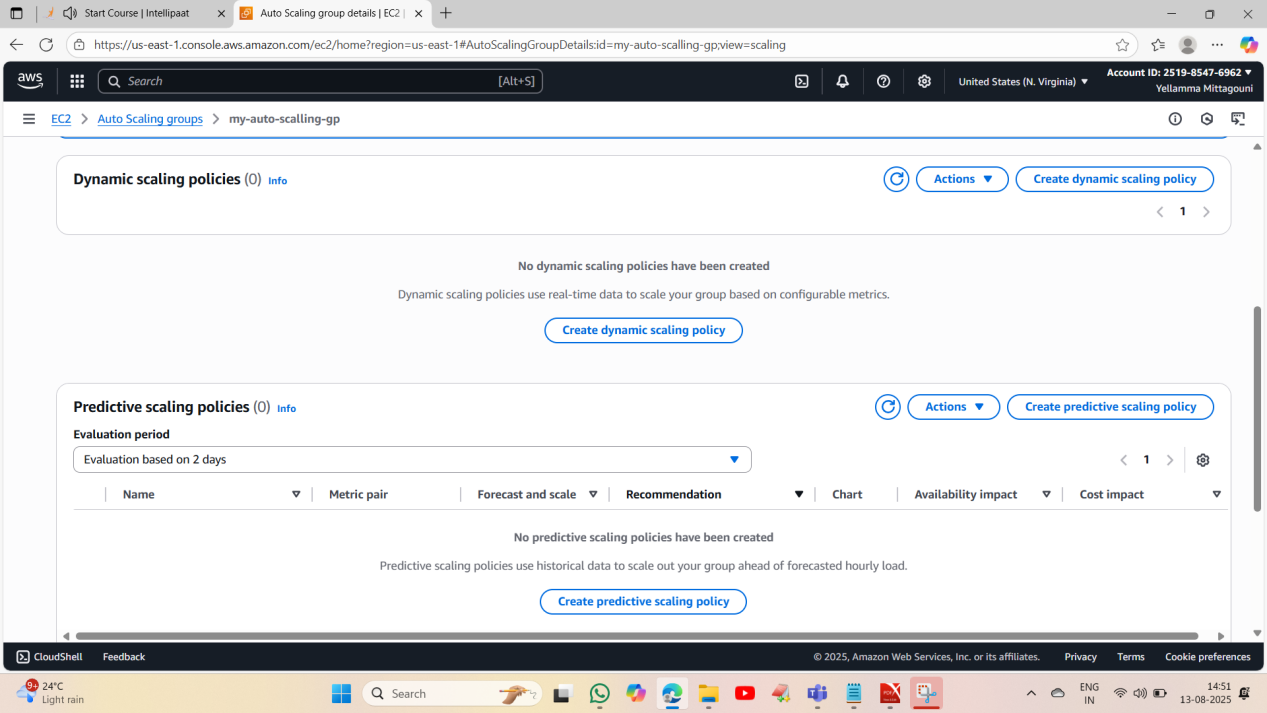 Start Course | Intellipaat
Auto Scaling group details | EC2 |
https://us-east-1.console.aws.amazon.com/ec2/home?region=us-east-1#AutoScalingGroupDetails:id=my-auto-scalling-gp;view=scaling
aws
Search [Alt+S]
United States (N. Virginia)
Account ID: 2519-8547-6962
Yellamma Mittagouni
EC2 > Auto Scaling groups > my-auto-scalling-gp
Dynamic scaling policies (0) Info
Actions
Create dynamic scaling policy
1
No dynamic scaling policies have been created
Dynamic scaling policies use real-time data to scale your group based on configurable metrics.
Create dynamic scaling policy
Predictive scaling policies (0) Info
Actions
Create predictive scaling policy
Evaluation period
Evaluation based on 2 days
1
Name Metric pair Forecast and scale Recommendation Chart Availability impact Cost impact
No predictive scaling policies have been created
Predictive scaling policies use historical data to scale out your group ahead of forecasted hourly load.
Create predictive scaling policy
CloudShell Feedback © 2025, Amazon Web Services, Inc. or its affiliates. Privacy Terms Cookie preferences
9+
24°C
Light rain
Search
ENG
IN
14:51
13-08-2025